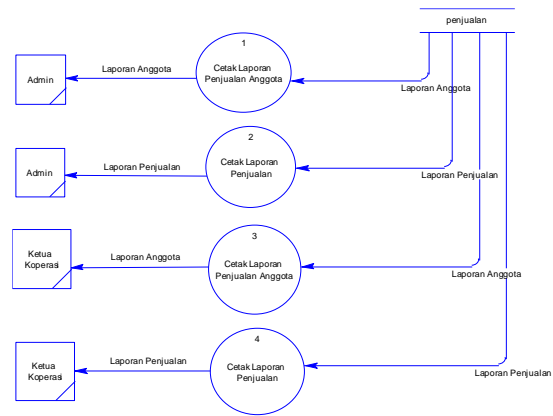 penjualan
1
Cetak Laporan
Penjualan Anggota
Admin
Laporan Anggota
Laporan Anggota
2
Cetak Laporan
Penjualan
Admin
Laporan Penjualan
Laporan Penjualan
3
Cetak Laporan
Penjualan Anggota
Ketua
Koperasi
Laporan Anggota
Laporan Anggota
4
Cetak Laporan
Penjualan
Ketua
Koperasi
Laporan Penjualan
Laporan Penjualan